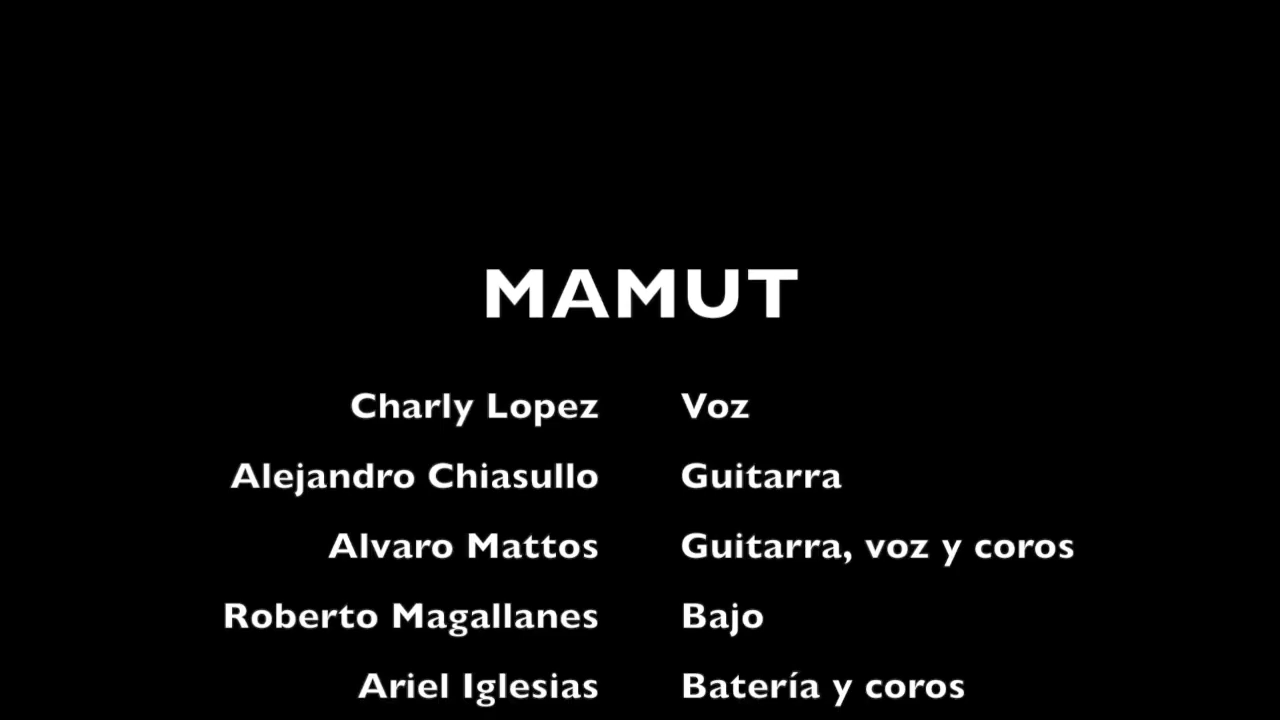 MAMUT
Charly Lopez Voz
Alejandro Chiasullo Guitarra
Alvaro Mattos Guitarra, voz y coros
Roberto Magallanes Bajo
Ariel Iglesias Batería y coros